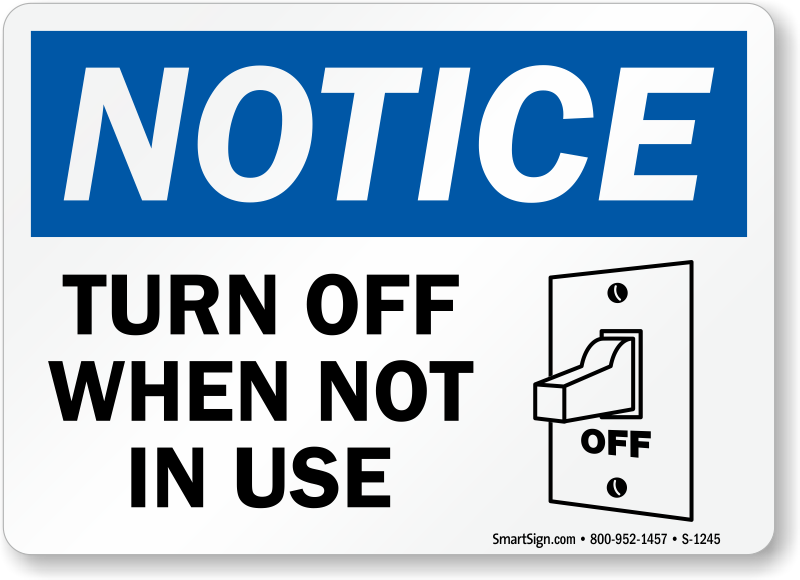 NOTICE
TURN OFF
WHEN NOT
IN USE
OFF
SmartSign.com • 800-952-1457 • S-1245